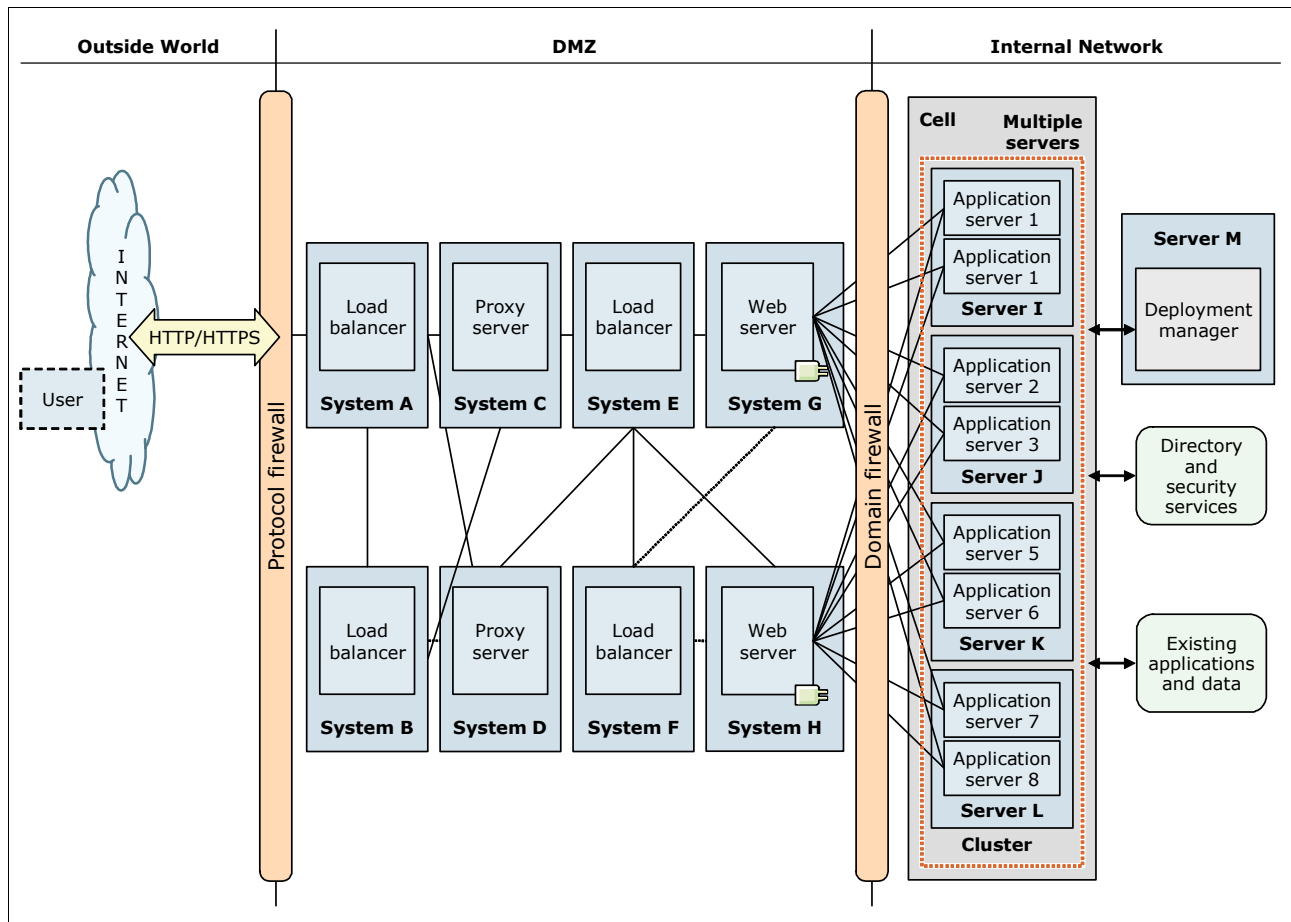 Outside World
DMZ
Internal Network
INTERNET
HTTP/HTTPS
User
Protocol firewall
Load
balancer
System A
Proxy
server
System C
Load
balancer
System E
Web
server
System G
Load
balancer
System B
Proxy
server
System D
Load
balancer
System F
Web
server
System H
Domain firewall
Cell
Multiple
servers
Application
server 1
Application
server 1
Server I
Application
server 2
Application
server 3
Server J
Application
server 5
Application
server 6
Server K
Application
server 7
Application
server 8
Server L
Cluster
Server M
Deployment
manager
Directory
and
security
services
Existing
applications
and data